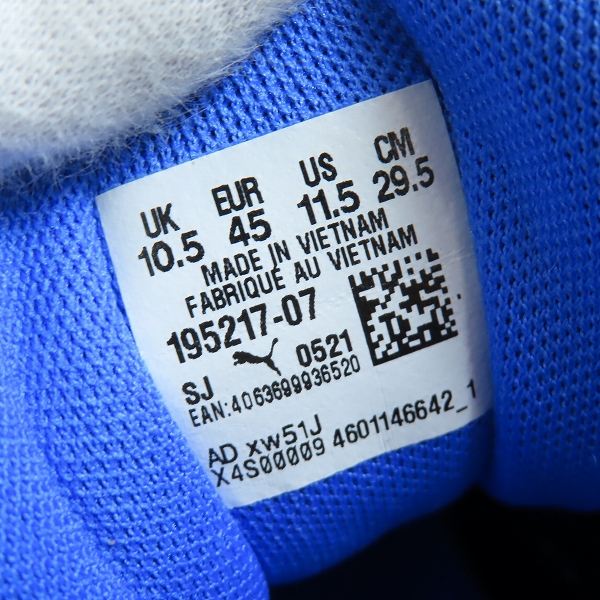 UK EUR US CM
10.5 45 11.5 29.5
MADE IN VIETNAM
FABRIQUÉ AU VIETNAM
195217-07
SJ 0521
EAN:4063699936520
AD xw51J
X4S00009 4601146642_1